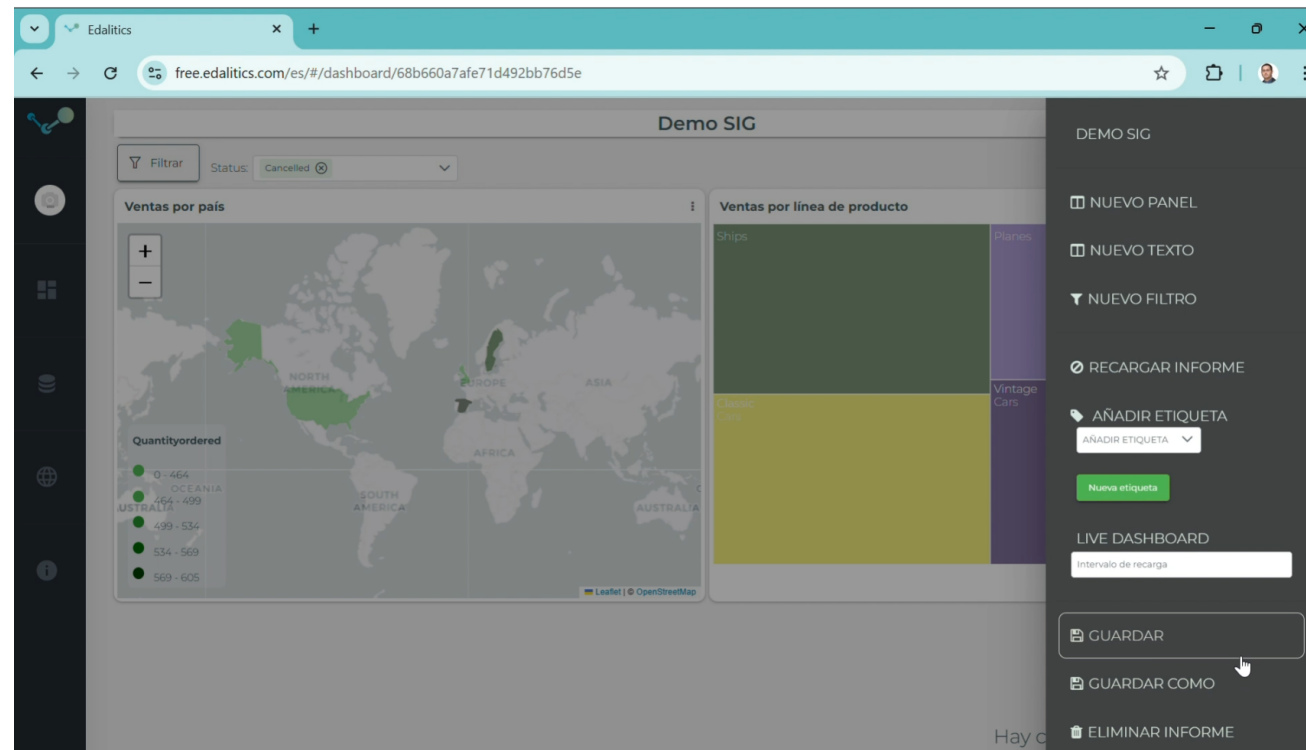 Edalitics
free.edalitics.com/es/#/dashboard/68b660a7afe71d492bb76d5e
Demo SIG
Filtrar
Status:
Cancelled
Ventas por país
+
−
NORTH
AMERICA
EUROPE
ASIA
AFRICA
OCEANIA
SOUTH
AMERICA
AUSTRALIA
USTRALIA
Quantityordered
0 - 464
464 - 499
499 - 534
534 - 569
569 - 605
Leaflet | © OpenStreetMap
Ventas por línea de producto
Ships
Planes
Classic
Cars
Vintage
Cars
Hay c
DEMO SIG
NUEVO PANEL
NUEVO TEXTO
NUEVO FILTRO
RECARGAR INFORME
AÑADIR ETIQUETA
AÑADIR ETIQUETA
Nueva etiqueta
LIVE DASHBOARD
Intervalo de recarga
GUARDAR
GUARDAR COMO
ELIMINAR INFORME